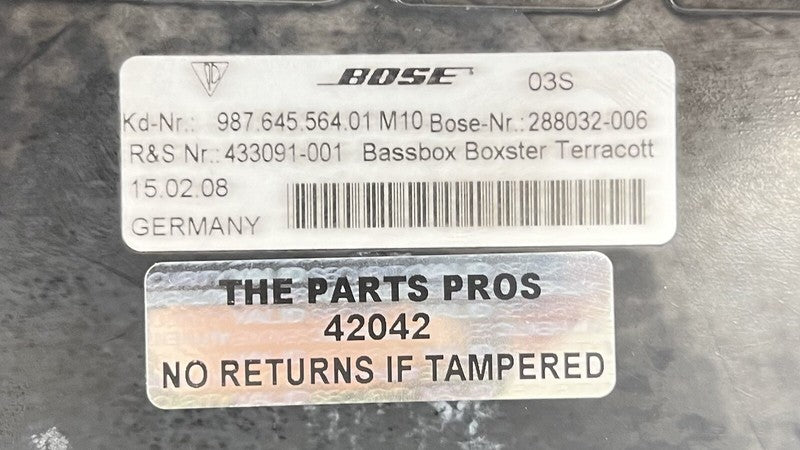 BOSE 03S
Kd-Nr.: 987.645.564.01 M10 Bose-Nr.: 288032-006
R&S Nr.: 433091-001 Bassbox Boxster Terracott
15.02.08
GERMANY
THE PARTS PROS
42042
NO RETURNS IF TAMPERED